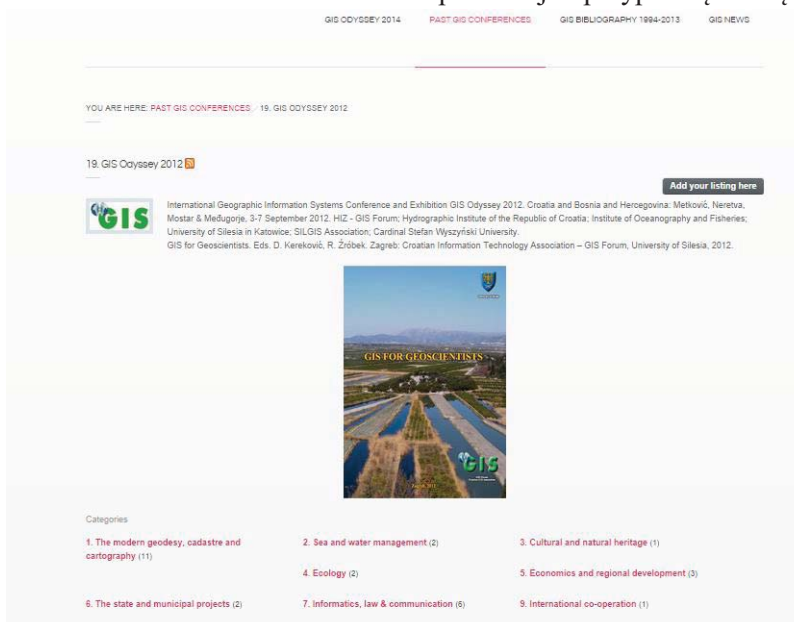 GIS ODYSSEY 2014 PAST GIS CONFERENCES GIS BIBLIOGRAPHY 1994-2013 GIS NEWS
YOU ARE HERE: PAST GIS CONFERENCES / 19. GIS ODYSSEY 2012
19. GIS Odyssey 2012
Add your listing here
GIS
International Geographic Information Systems Conference and Exhibition GIS Odyssey 2012. Croatia and Bosnia and Hercegovina: Metković, Neretva,
Mostar & Međugorje, 3-7 September 2012. HIZ - GIS Forum; Hydrographic Institute of the Republic of Croatia; Institute of Oceanography and Fisheries;
University of Silesia in Katowice; SILGIS Association; Cardinal Stefan Wyszyński University.
GIS for Geoscientists. Eds. D. Kereković, R. Źróbek. Zagreb: Croatian Information Technology Association – GIS Forum, University of Silesia, 2012.
GIS FOR GEOSCIENTISTS
GIS
Zagreb, 2012
Categories
1. The modern geodesy, cadastre and
cartography (11)
2. Sea and water management (2)
3. Cultural and natural heritage (1)
4. Ecology (2)
5. Economics and regional development (3)
6. The state and municipal projects (2)
7. Informatics, law & communication (6)
9. International co-operation (1)